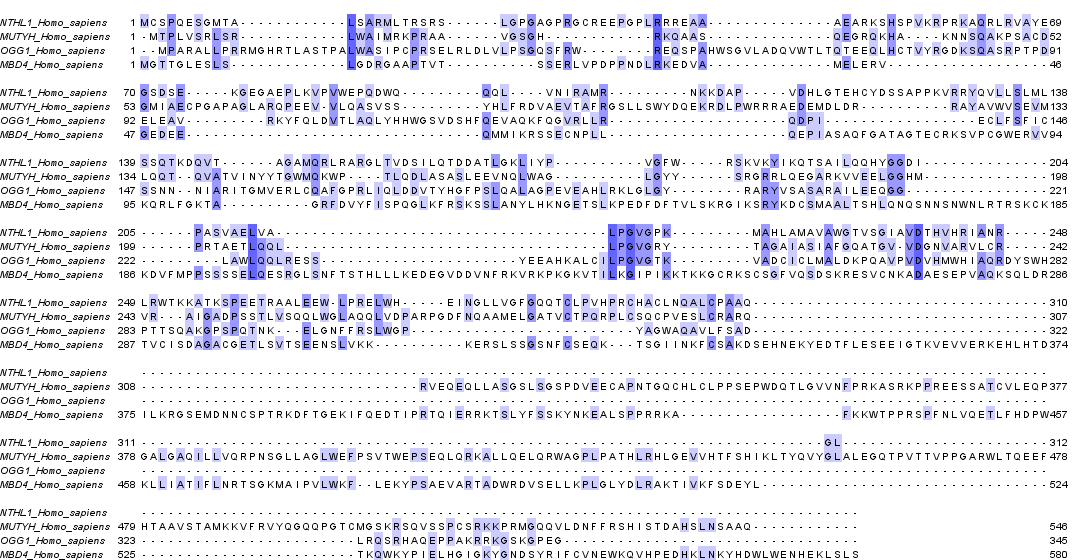 NTHL1_Homo_sapiens 1 MCSPQESGMTA------------LSARMLTRSRS------LGPGAGPRGCREEPGPLRRREAA---------------AEARKSHSPVKRPRKAQRLRVAYE 69
MUTYH_Homo_sapiens 1 -MTPLVSRLSR------------LWAIMRKPRAA------VGSGH------------RKQAAS---------------QEGRQKHA---KNNSQAKPSACD 52
OGG1_Homo_sapiens 1 --MPARALLPRRMGHRTLASTPALWASIPCPRSELRLDLVLPSGQSFRW--------REQSPAHWSGVLADQVWTLTQTEEQLHCTVYRGDKSQASRPTPD 91
MBD4_Homo_sapiens 1 -MGTTGLESLS------------LGDRGAAPTVT-------SSERLVPDPPNDLRKEDVA------------------MELERV----------------- 46
NTHL1_Homo_sapiens 70 GSDSE-----KGEGAEPLKVPVWEPQDWQ---------QQL----VNIRAMR---------NKKDAP-----VDHLGTEHCYDSSAPPKVRRYQVLLSLML 138
MUTYH_Homo_sapiens 53 GMIAECPGAPAGLARQPEEV-VLQASVSS---------YHLFRDVAEVTAFRGSLLSWYDQEKRDLPWRRRAEDEMDLDR-------RAYAVWVSEVM 133
OGG1_Homo_sapiens 92 ELEAV---------RKYFQLDVTLAQLYHHWGSVDSHFQEVAQKFQGVRLLR--------------------QDPI--------------ECLFSFIC 146
MBD4_Homo_sapiens 47 GEDEE---------------------------------QMMIKRSSECNPLL--------------------QEPIASAQFGATAGTECRKSVPCGWERVV 94
NTHL1_Homo_sapiens 139 SSQTKDQVT------AGAMQRLRARGLTVDSILQTDDATLGKLIYP----------VGFW-----RSKVKYIKQTSAILQQHYGGDI-------------- 204
MUTYH_Homo_sapiens 134 LQQT--QVATVINYYTGWMQKWP---TLQDLASASLEEVNQLWAG-----------LGYY-----SRGRRLQEGARKVVEELGGHM--------------- 198
OGG1_Homo_sapiens 147 SSNN--NIARITGMVERLCQAFGPRLIQLDDVTYHGFPSLQALAGPEVEAHLRKLGLGY------RARYVSASARAILEEQGG------------------ 221
MBD4_Homo_sapiens 95 KQRLFGKTA----------GRFDVYFISPQGLKFRSKSSLANYLHKNGETSLKPEDFDFTVLSKRGIKSRYKDCSMAALTSHLQNQSNNSNWNLRTRSKCK 185
NTHL1_Homo_sapiens 205 ------PASVAELVA--------------------------------------LPGVGPK---------MAHLAMAVAWGTVSGIAVDTHVHRIANR----- 248
MUTYH_Homo_sapiens 199 ------PRTAETLQQL-------------------------------------LPGVGRY---------TAGAIASIAFGQATGV-VDGNVARVLCR----- 242
OGG1_Homo_sapiens 222 ---------LAWLQQLRESS-----------------------YEEAHKALCILPGVGTK---------VADCICLMALDKPQAVPVDVHMWHIAQRDYSWH 282
MBD4_Homo_sapiens 186 KDVFMPPSSSSELQESRGLSNFTSTHLLLKEDEGVDDVNFRKVRKPKGKVTILKGIPIKKTKKGCRKSCSGFVQSDSKRESVCNKADAESEPVAQKSQLDR 286
NTHL1_Homo_sapiens 249 LRWTKKATKSPEETRAALEEW-LPRELWH-----EINGLLVGFGQQTCLPVHPRCHACLNQALCPAAQ--------------------------------- 310
MUTYH_Homo_sapiens 243 VR---AIGADPSSTLVSQQLWGLAQQLVDPARPGDFNQAAMELGATVCTPQRPLCSQCPVESLCRARQ--------------------------------- 307
OGG1_Homo_sapiens 283 PTTSQAKGPSPQTNK---ELGNFFRSLWGP--------------------------YAGWAQAVLFSAD-------------------------------- 322
MBD4_Homo_sapiens 287 TVCISDAGACGETLSVTSEENSLVKK---------KERSLSSGSNFCSEQK----TSGIINKFCSAKDSEHNEKYEDTFLESEEIGTKVEVVERKEHLHTD 374
NTHL1_Homo_sapiens -----------------------------------------------------------------------------------------------------
MUTYH_Homo_sapiens 308 -------------------------------RVEQEQLLASGSLSGSPDVEECAPNTGQCHLCLPPSEPWDQTLGVVNFPRKASRKPPREESSATCVLEQP 377
OGG1_Homo_sapiens -----------------------------------------------------------------------------------------------------
MBD4_Homo_sapiens 375 ILKRGSEMDNNCSPTRKDFTGEKIFQEDTIPRTQIERRKTSLYFSSKYNKEALSPPRRKA------------------FKKWTPPRSPFNLVQETLFHDPW 457
NTHL1_Homo_sapiens 311 ----------------------------------------------------------------------------GL----------------------- 312
MUTYH_Homo_sapiens 378 GALGAQILLVQRPNSGLLAGLWEFPSVTWEPSEQLQRKALLQELQRWAGPLPATHLRHLGEVVHTFSHIKLTYQVYGLALEGQTPVTTVPPGARWLTQEEF 478
OGG1_Homo_sapiens -----------------------------------------------------------------------------------------------------
MBD4_Homo_sapiens 458 KLLIATIFLNRTSGKMAIPVLWKF--LEKYPSAEVARTADWRDVSELLKPLGLYDLRAKTIVKFSDEYL-------------------------------- 524
NTHL1_Homo_sapiens --------------------------------------------------------------------------------
MUTYH_Homo_sapiens 479 HTAAVSTAMKKVFRVYQGQQPGTCMGSKRSQVSSPCSRKKPRMGQQVLDNFFRSHISTDAHSLNSAAQ------------ 546
OGG1_Homo_sapiens 323 ------------------------LRQSRHAQEPPAKRRKGSKGPEG--------------------------------- 345
MBD4_Homo_sapiens 525 ------------------------TKQWKYPIELHGIGKYGNDSYRIFCVNEWKQVHPEDHKLNKYHDWLWENHEKLSLS 580